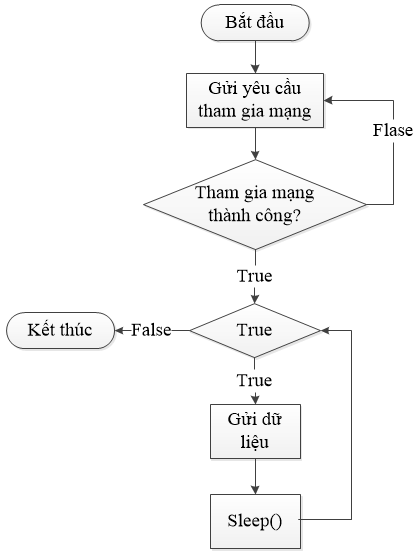 Bắt đầu
Gửi yêu cầu
tham gia mạng
Flase
Tham gia mạng
thành công?
True
Kết thúc
False
True
True
Gửi dữ
liệu
Sleep()